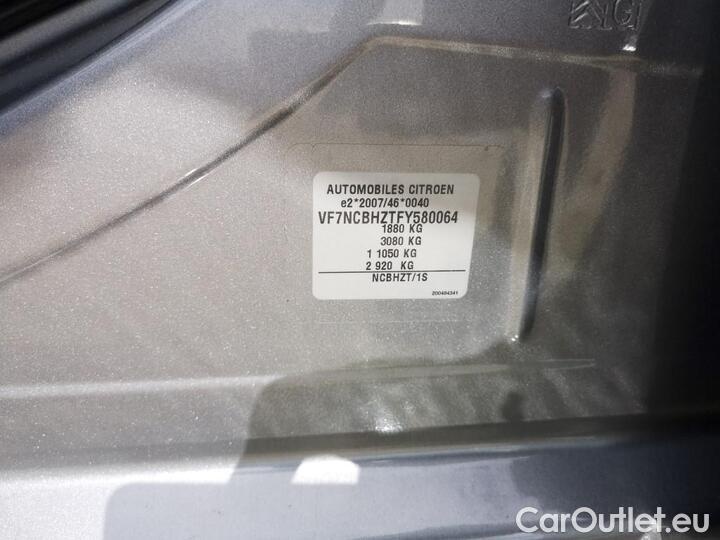 AUTOMOBILES CITROEN
e2*2007/46*0040
VF7NCBHZTFY580064
1880 KG
3080 KG
1 1050 KG
2 920 KG
NCBHZT/1S
200484341
CarOutlet.eu